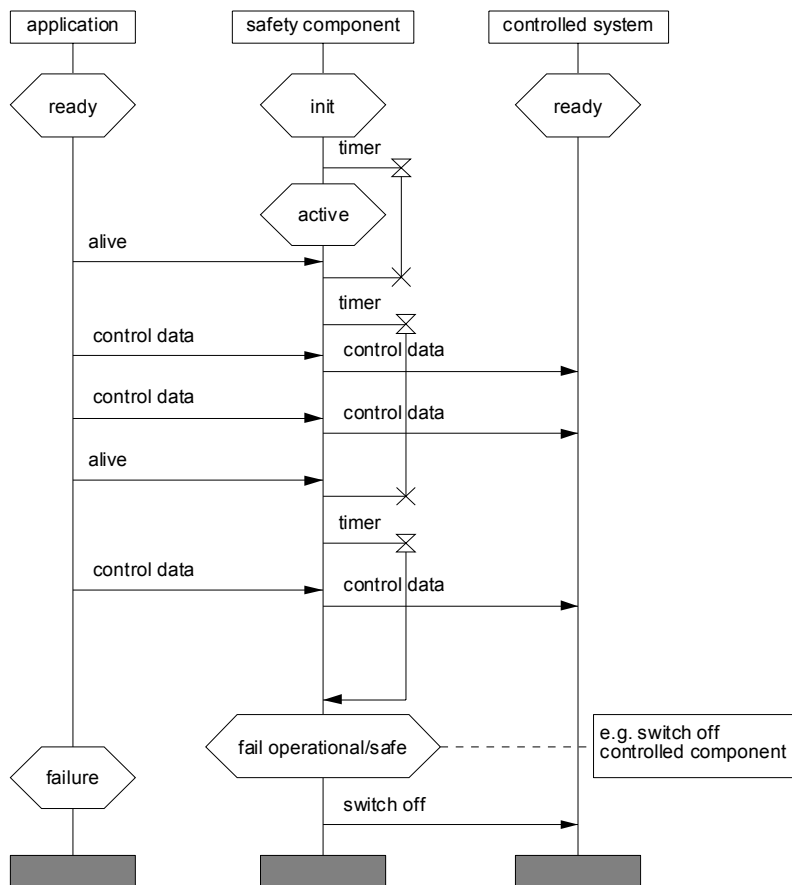 application
safety component
controlled system
ready
init
ready
timer
active
alive
timer
control data
control data
control data
control data
alive
timer
control data
control data
fail operational/safe
e.g. switch off
controlled component
failure
switch off